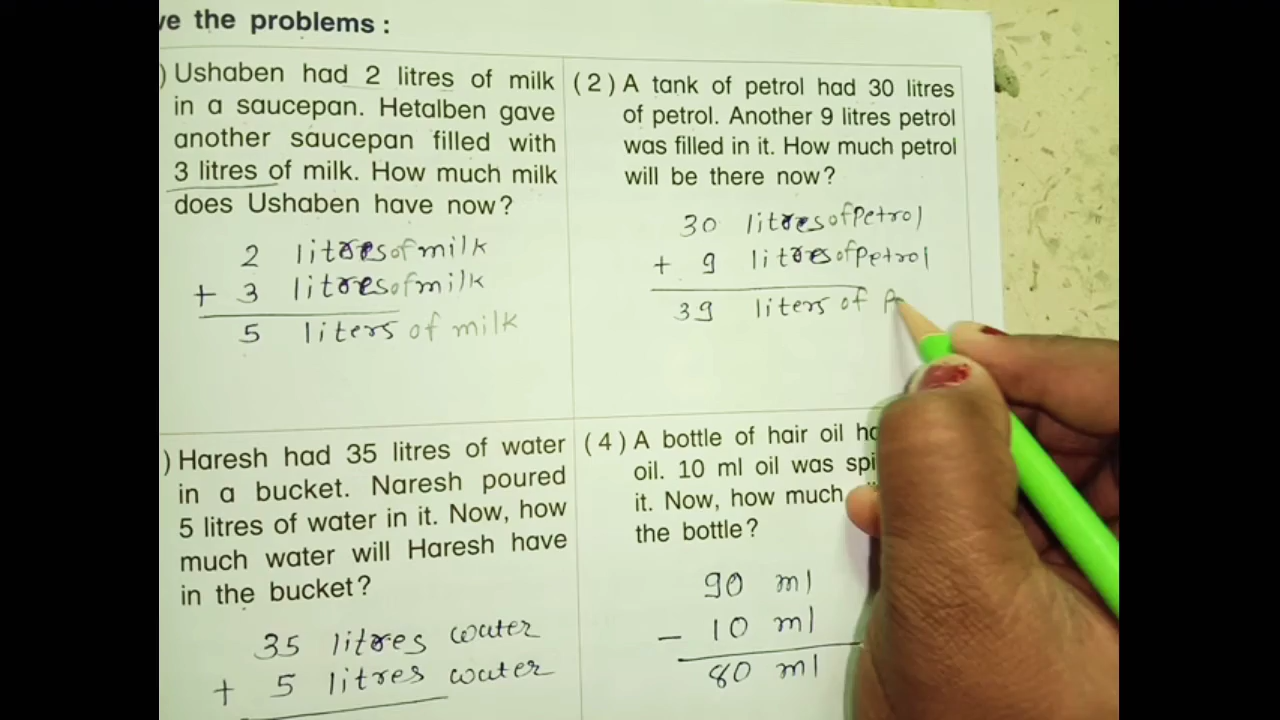 ve the problems :
) Ushaben had 2 litres of milk
in a saucepan. Hetalben gave
another saucepan filled with
3 litres of milk. How much milk
does Ushaben have now?
2 litres of milk
+ 3 litres of milk
5 liters of milk
(2) A tank of petrol had 30 litres
of petrol. Another 9 litres petrol
was filled in it. How much petrol
will be there now?
30 litres of Petrol
+ 9 litres of Petrol
39 liters of P
) Haresh had 35 litres of water
in a bucket. Naresh poured
5 litres of water in it. Now, how
much water will Haresh have
in the bucket?
35 litres water
+ 5 litres water
(4) A bottle of hair oil
oil. 10 ml oil was
it. Now, how much
the bottle?
90 ml
- 10 ml
80 ml